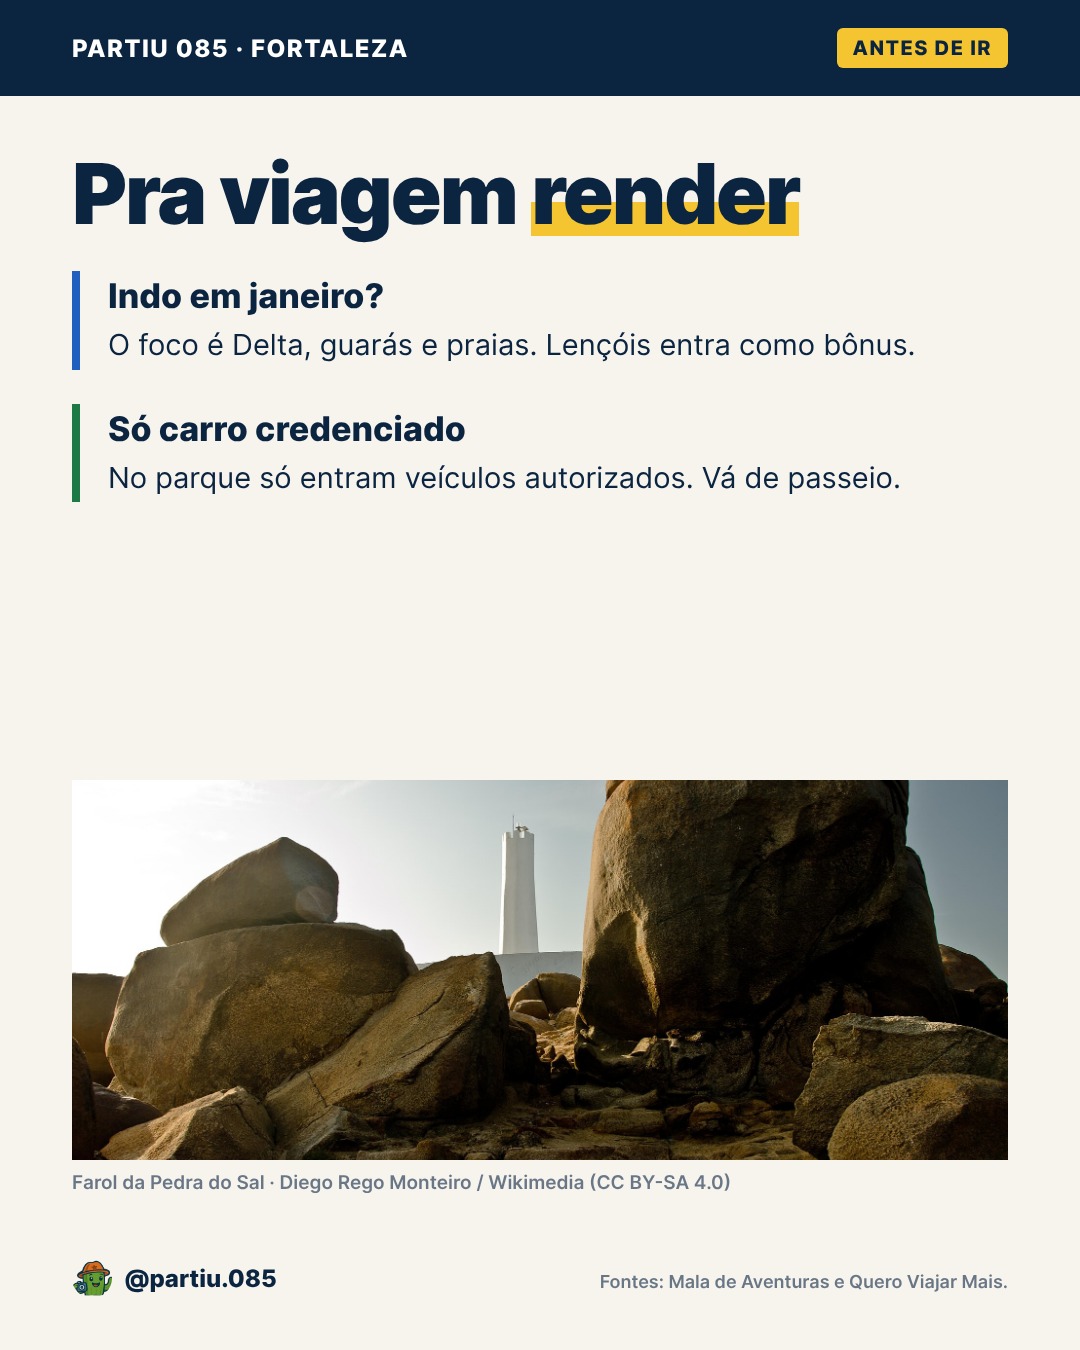 PARTIU 085 · FORTALEZA
ANTES DE IR
Pra viagem render
Indo em janeiro?
O foco é Delta, guarás e praias. Lençóis entra como bônus.
Só carro credenciado
No parque só entram veículos autorizados. Vá de passeio.
Farol da Pedra do Sal · Diego Rego Monteiro / Wikimedia (CC BY-SA 4.0)
@partiu.085
Fontes: Mala de Aventuras e Quero Viajar Mais.